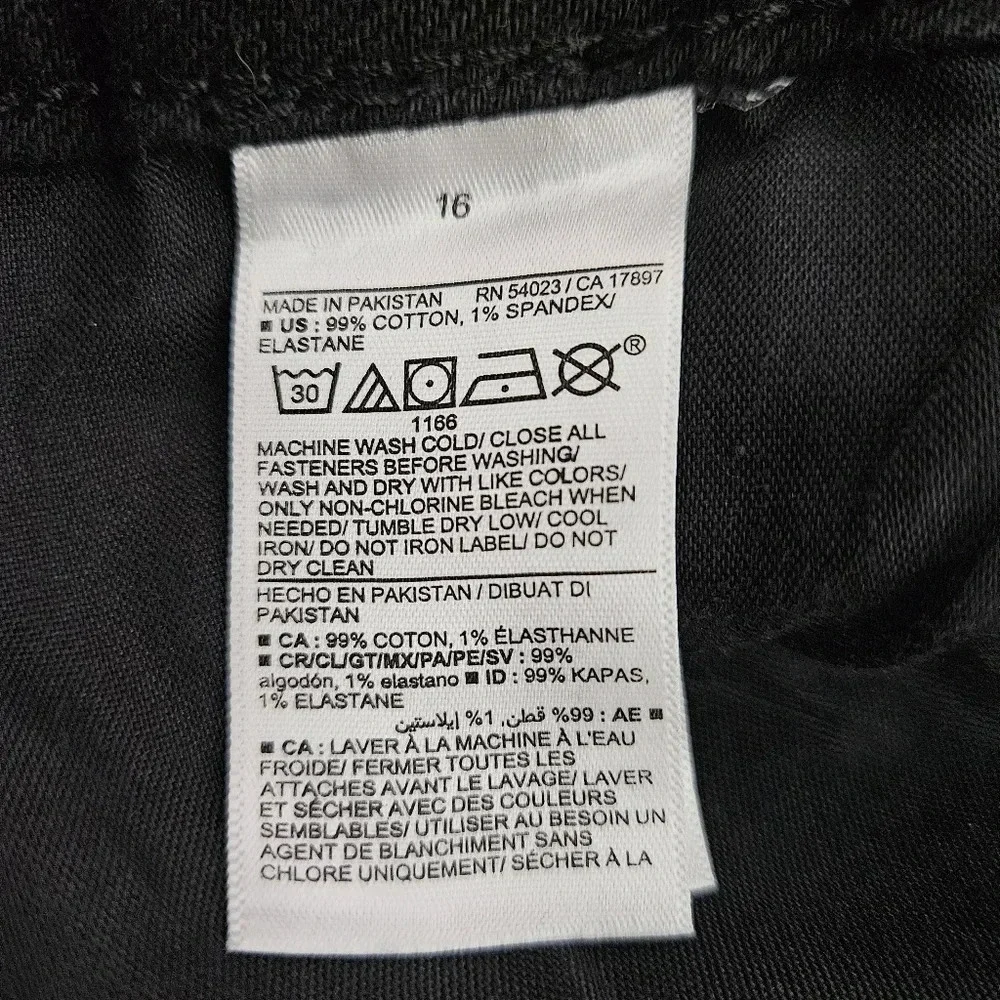 16
MADE IN PAKISTAN RN 54023 / CA 17897
US : 99% COTTON, 1% SPANDEX/
ELASTANE
30 ®
1166
MACHINE WASH COLD/ CLOSE ALL
FASTENERS BEFORE WASHING/
WASH AND DRY WITH LIKE COLORS/
ONLY NON-CHLORINE BLEACH WHEN
NEEDED/ TUMBLE DRY LOW/ COOL
IRON/ DO NOT IRON LABEL/ DO NOT
DRY CLEAN
HECHO EN PAKISTAN / DIBUAT DI
PAKISTAN
CA : 99% COTON, 1% ÉLASTHANNE
CR/CL/GT/MX/PA/PE/SV : 99%
algodón, 1% elastano ID : 99% KAPAS,
1% ELASTANE
AE : 99% قطن, 1% إيلاستين
CA : LAVER À LA MACHINE À L'EAU
FROIDE/ FERMER TOUTES LES
ATTACHES AVANT LE LAVAGE/ LAVER
ET SÉCHER AVEC DES COULEURS
SEMBLABLES/ UTILISER AU BESOIN UN
AGENT DE BLANCHIMENT SANS
CHLORE UNIQUEMENT/ SÉCHER À LA